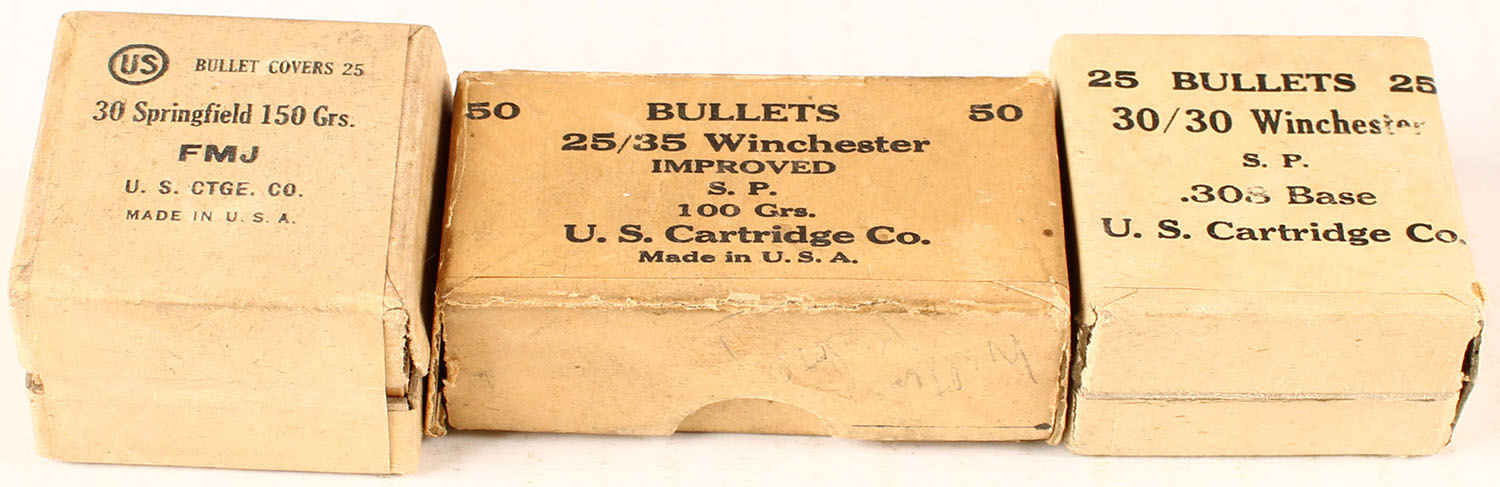 US BULLET COVERS 25
30 Springfield 150 Grs.
FMJ
U. S. CTGE. CO.
MADE IN U. S. A.
50 BULLETS 50
25/35 Winchester
IMPROVED
S. P.
100 Grs.
U. S. Cartridge Co.
Made in U. S. A.
25 BULLETS 25
30/30 Winchester
S. P.
.308 Base
U. S. Cartridge Co.